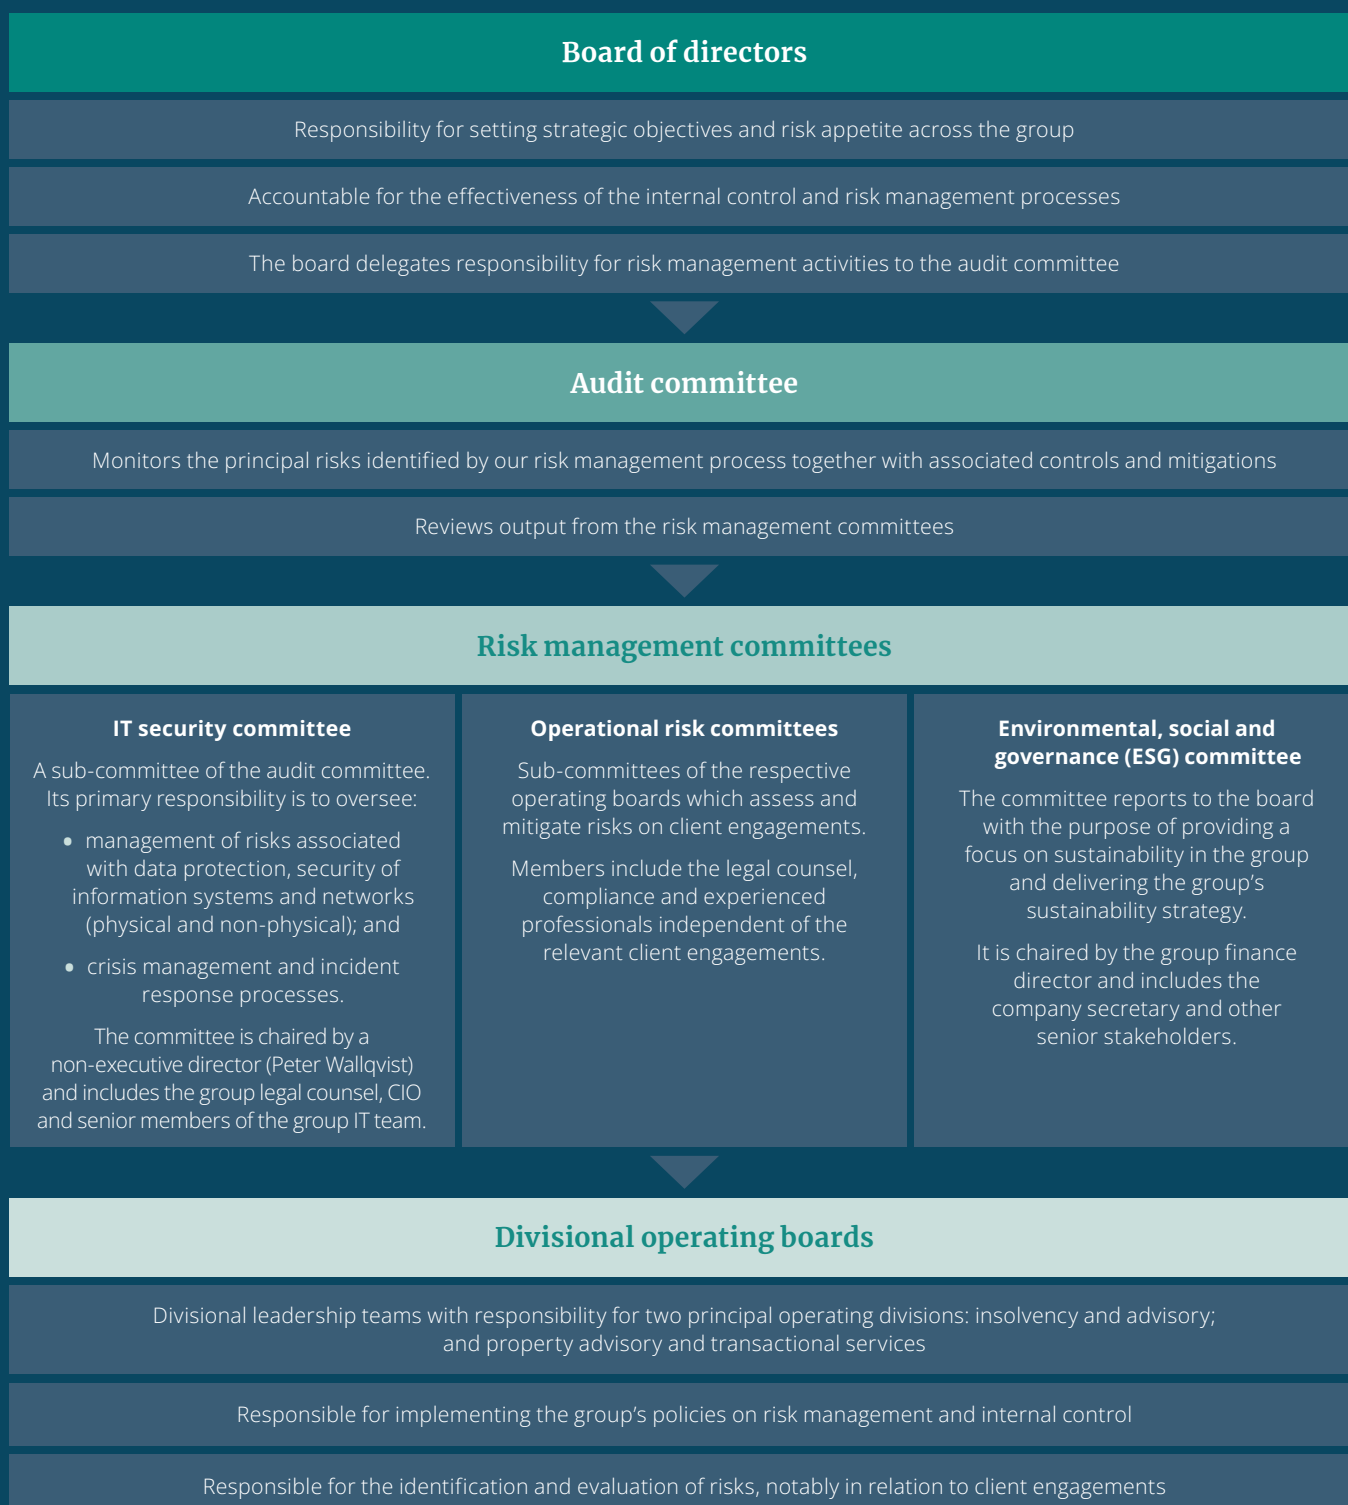 Board of directors
Responsibility for setting strategic objectives and risk appetite across the group
Accountable for the effectiveness of the internal control and risk management processes
The board delegates responsibility for risk management activities to the audit committee
Audit committee
Monitors the principal risks identified by our risk management process together with associated controls and mitigations
Reviews output from the risk management committees
Risk management committees
IT security committee
A sub-committee of the audit committee.
Its primary responsibility is to oversee:
• management of risks associated
with data protection, security of
information systems and networks
(physical and non-physical); and
• crisis management and incident
response processes.
The committee is chaired by a
non-executive director (Peter Wallqvist)
and includes the group legal counsel, CIO
and senior members of the group IT team.
Operational risk committees
Sub-committees of the respective
operating boards which assess and
mitigate risks on client engagements.
Members include the legal counsel,
compliance and experienced
professionals independent of the
relevant client engagements.
Environmental, social and
governance (ESG) committee
The committee reports to the board
with the purpose of providing a
focus on sustainability in the group
and delivering the group’s
sustainability strategy.
It is chaired by the group finance
director and includes the
company secretary and other
senior stakeholders.
Divisional operating boards
Divisional leadership teams with responsibility for two principal operating divisions: insolvency and advisory;
and property advisory and transactional services
Responsible for implementing the group’s policies on risk management and internal control
Responsible for the identification and evaluation of risks, notably in relation to client engagements